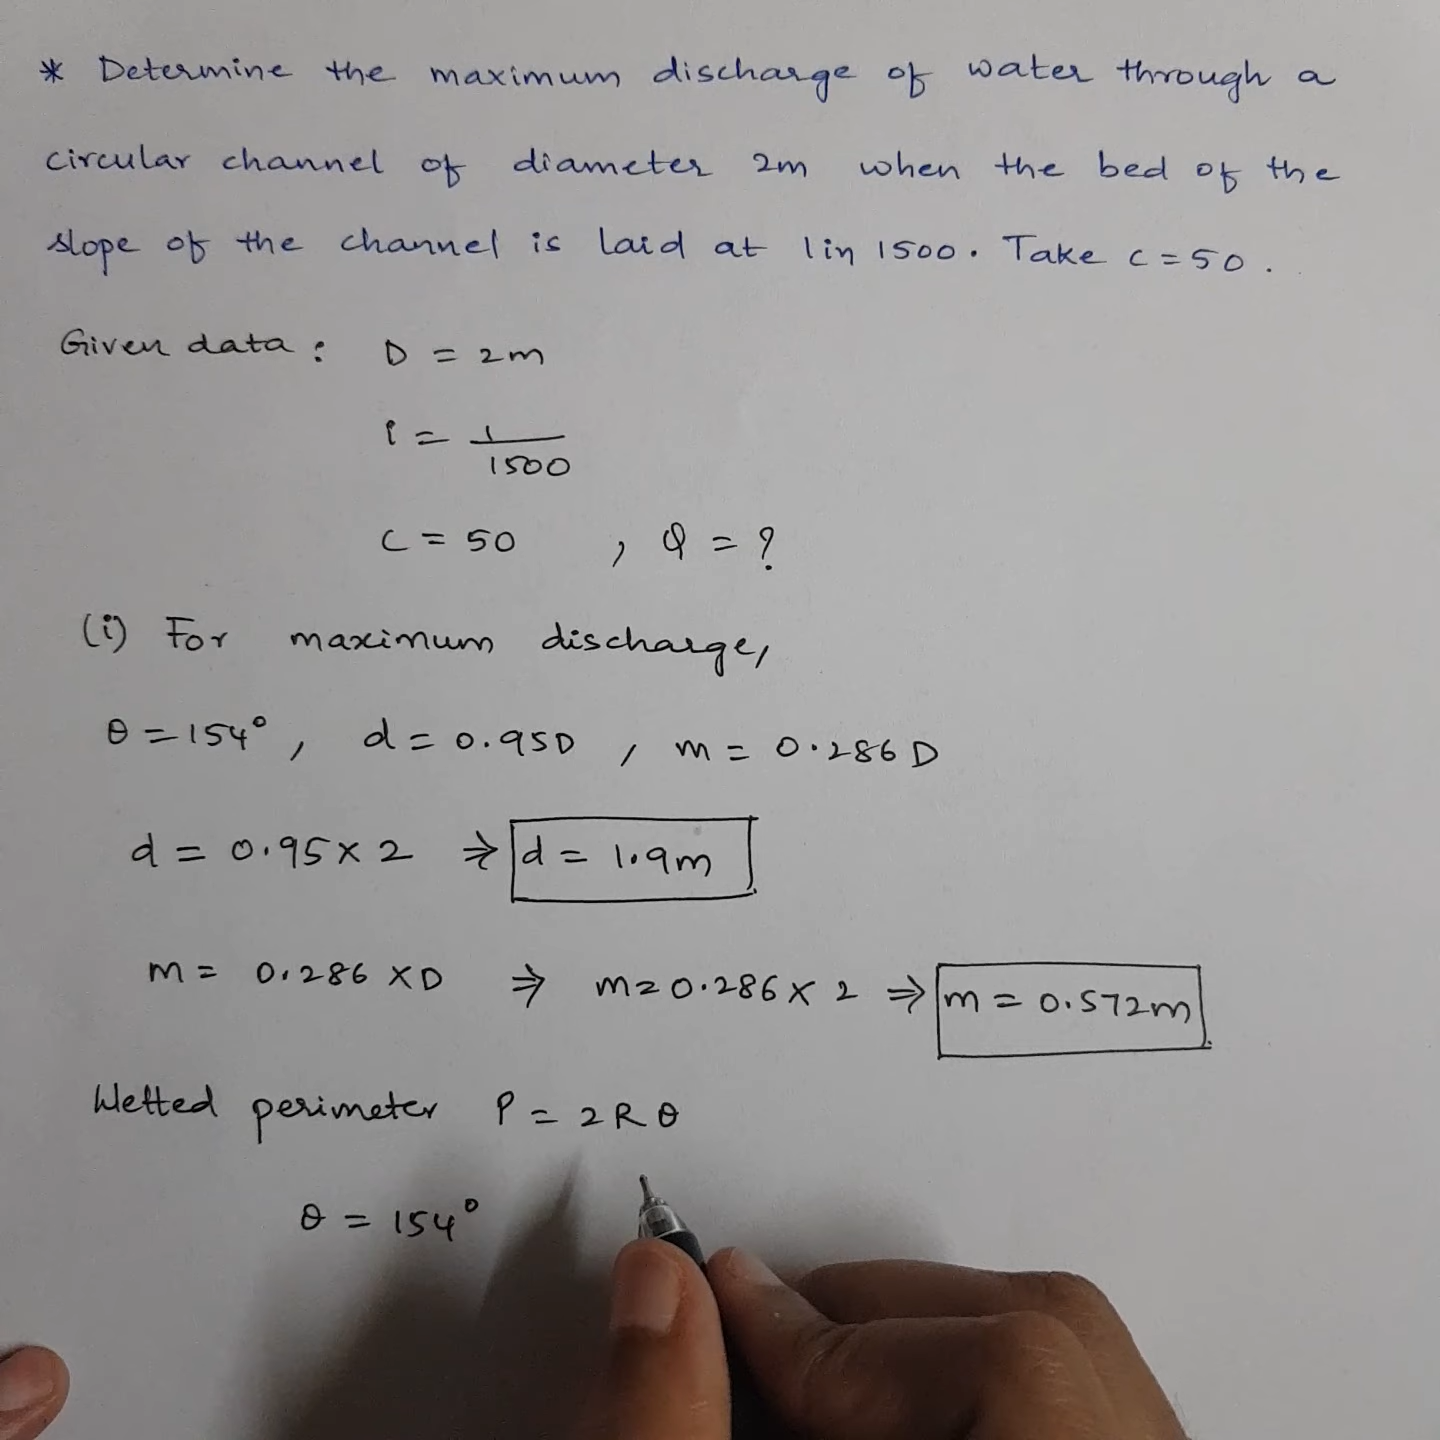 * Determine the maximum discharge of water through a
circular channel of diameter 2m when the bed of the
slope of the channel is laid at 1 in 1500. Take c = 50.
Given data : D = 2m
i = 1/1500
C = 50 , Q = ?
(i) For maximum discharge,
θ = 154°, d = 0.95D , m = 0.286 D
d = 0.95 × 2 ⇒ d = 1.9m
m = 0.286 × D ⇒ m = 0.286 × 2 ⇒ m = 0.572m
Wetted perimeter P = 2 R θ
θ = 154°